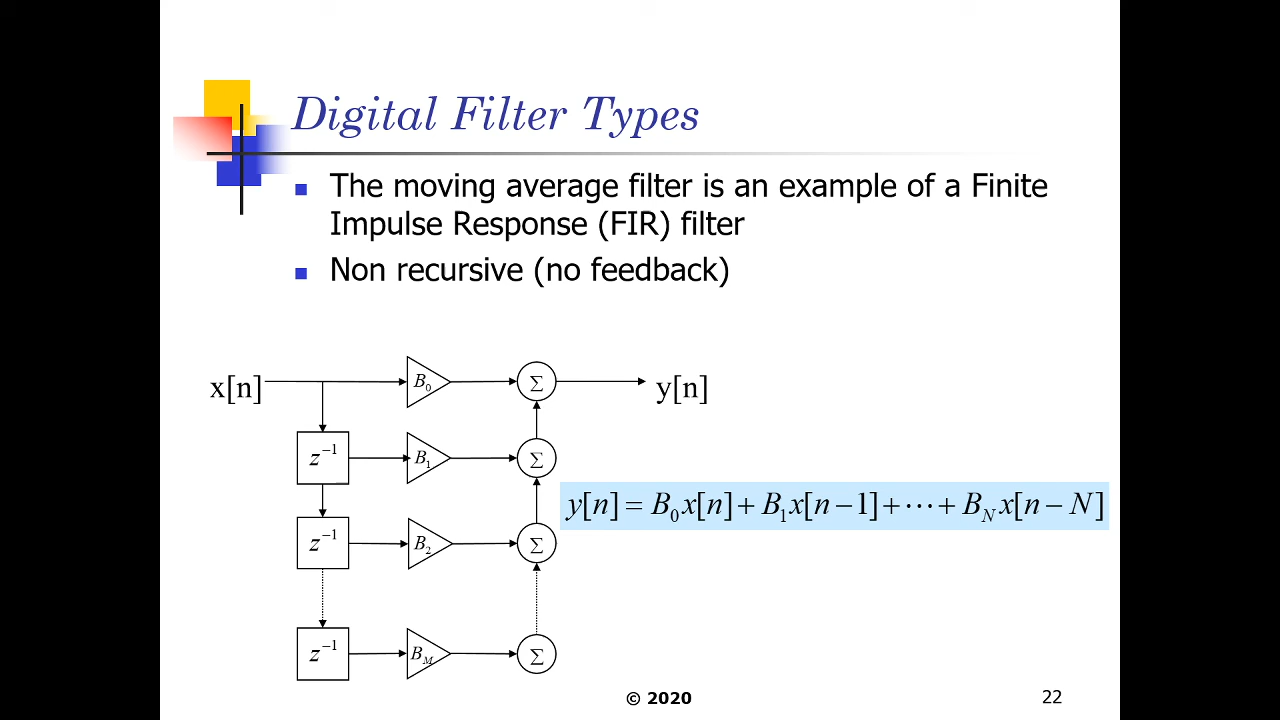 Digital Filter Types
The moving average filter is an example of a Finite
Impulse Response (FIR) filter
Non recursive (no feedback)
x[n] B₀ Σ y[n]
z⁻¹ B₁ Σ
y[n] = B₀x[n] + B₁x[n − 1] + ⋯ + B_N x[n − N]
z⁻¹ B₂ Σ
z⁻¹ B_M Σ
© 2020
22